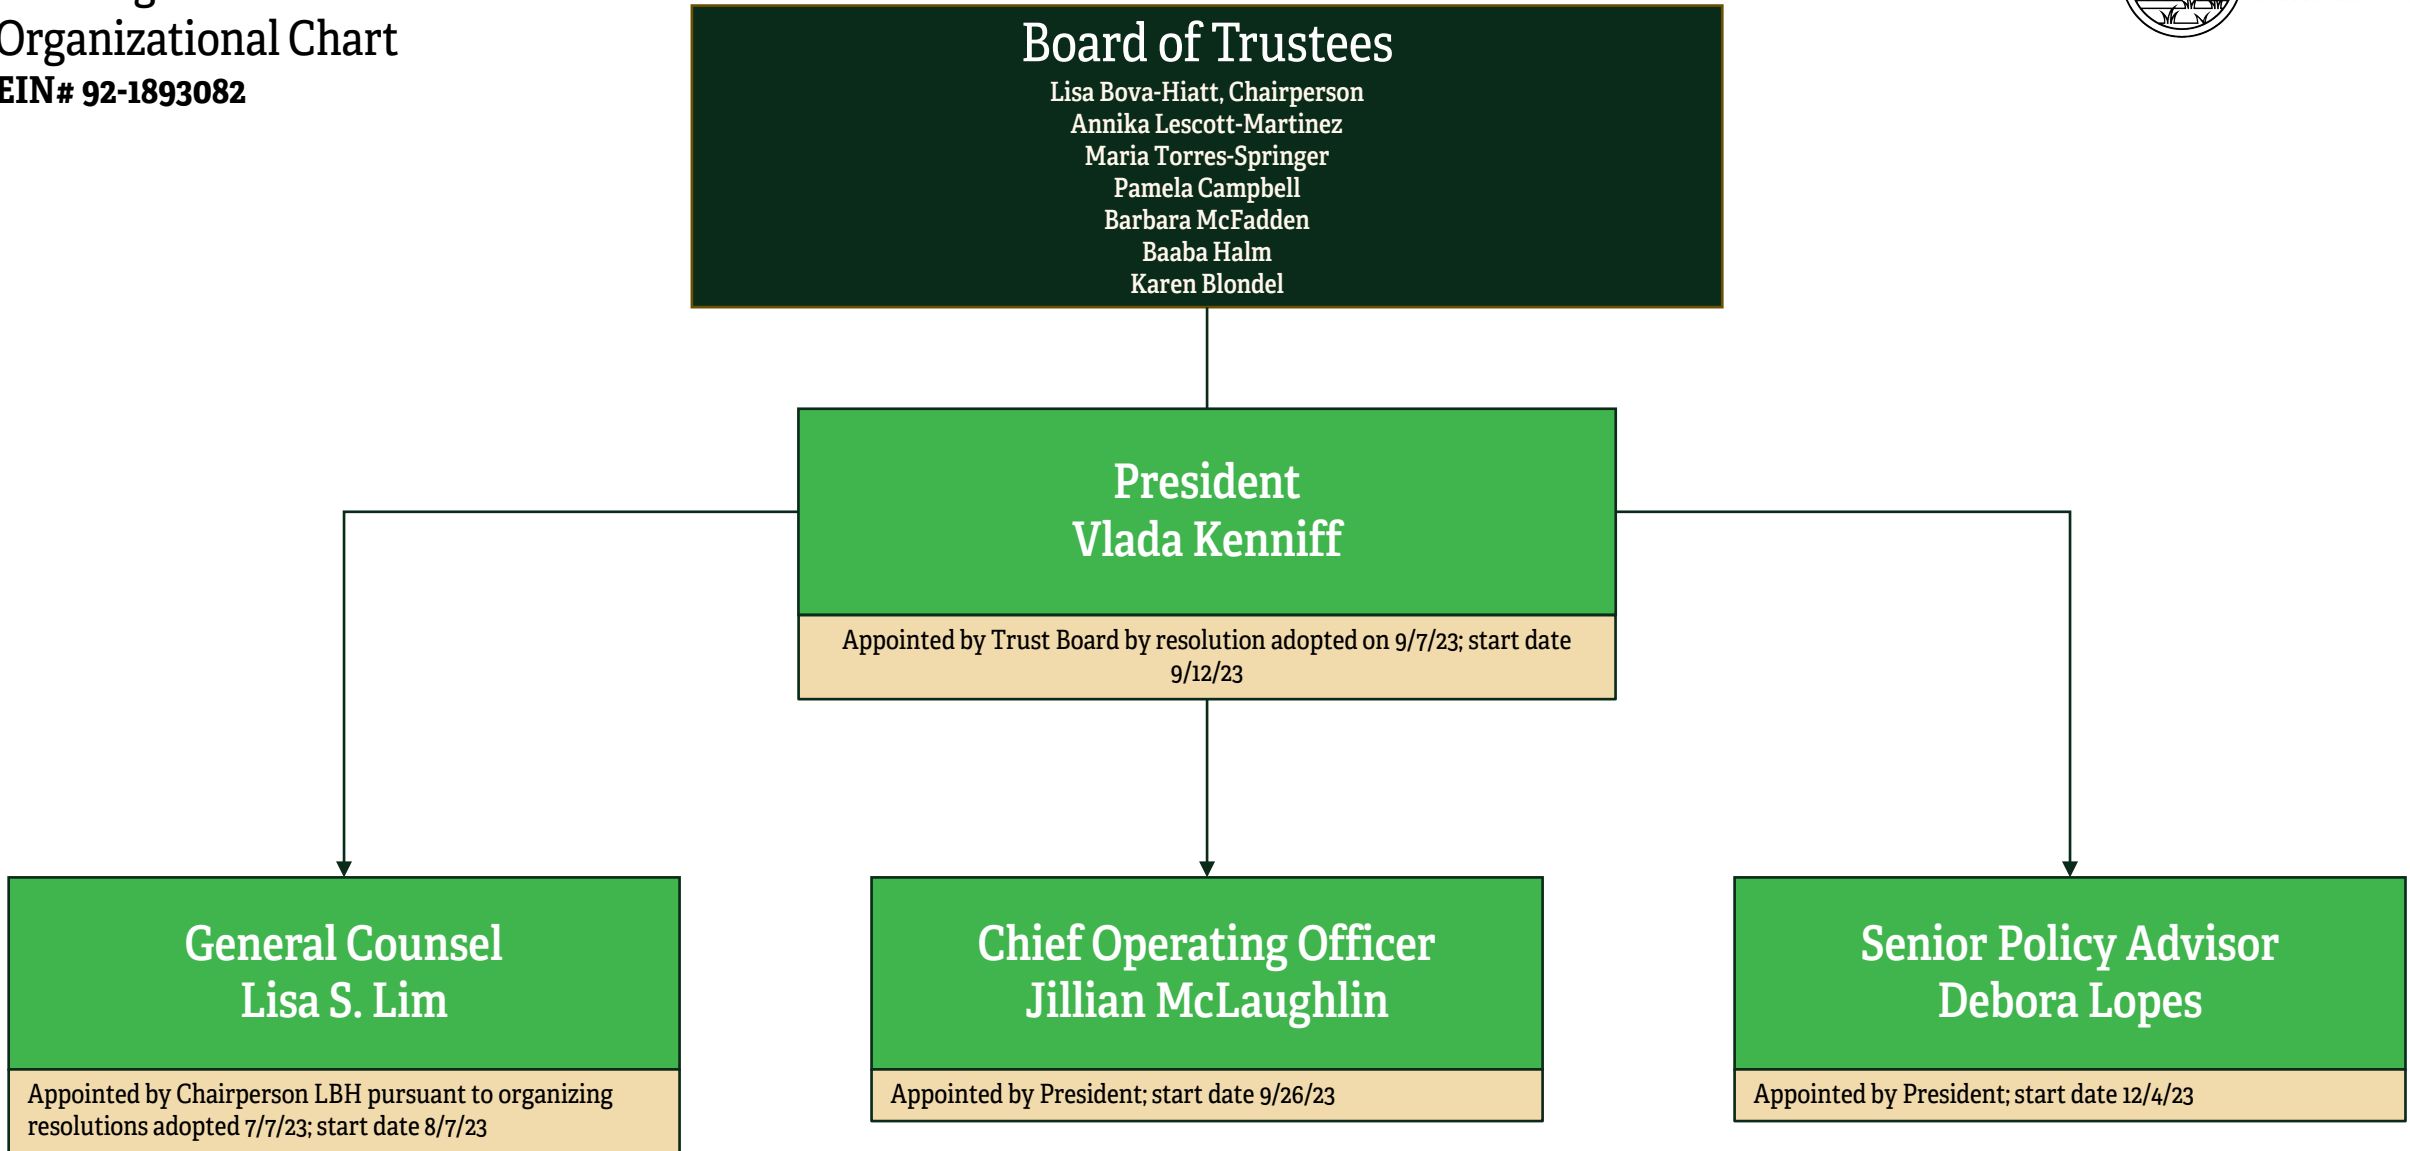 Organizational Chart
EIN# 92-1893082
Board of Trustees
Lisa Bova-Hiatt, Chairperson
Annika Lescott-Martinez
Maria Torres-Springer
Pamela Campbell
Barbara McFadden
Baaba Halm
Karen Blondel
President
Vlada Kenniff
Appointed by Trust Board by resolution adopted on 9/7/23; start date
9/12/23
General Counsel
Lisa S. Lim
Appointed by Chairperson LBH pursuant to organizing
resolutions adopted 7/7/23; start date 8/7/23
Chief Operating Officer
Jillian McLaughlin
Appointed by President; start date 9/26/23
Senior Policy Advisor
Debora Lopes
Appointed by President; start date 12/4/23